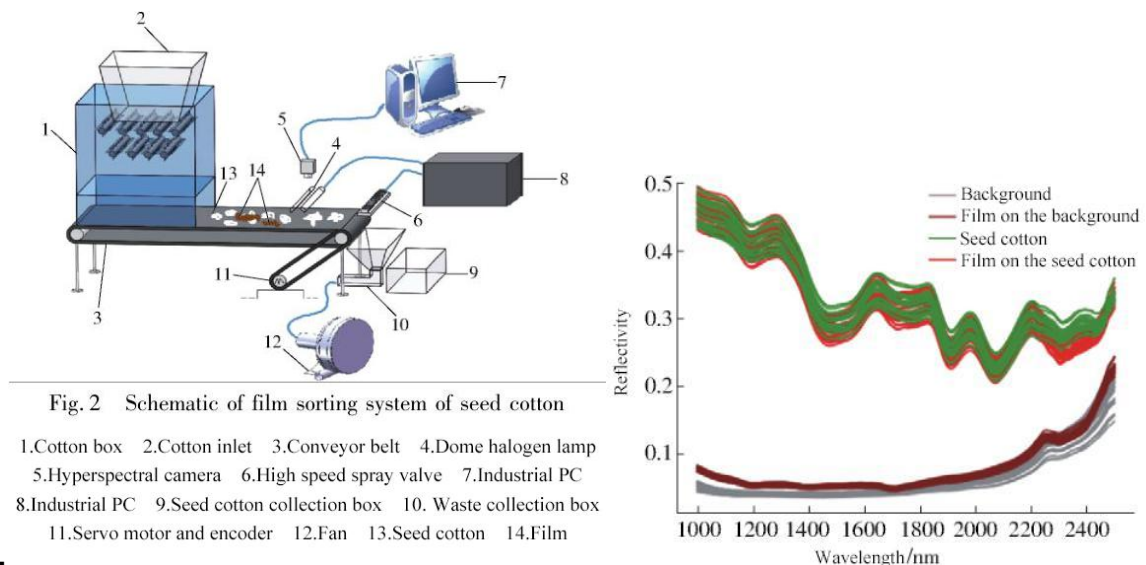 2
1
5
4
7
13
14
8
6
11
9
3
10
12
Fig. 2 Schematic of film sorting system of seed cotton
1.Cotton box 2.Cotton inlet 3.Conveyor belt 4.Dome halogen lamp
5.Hyperspectral camera 6.High speed spray valve 7.Industrial PC
8.Industrial PC 9.Seed cotton collection box 10. Waste collection box
11.Servo motor and encoder 12.Fan 13.Seed cotton 14.Film
0.5
0.4
0.3
0.2
0.1
Reflectivity
Background
Film on the background
Seed cotton
Film on the seed cotton
1000 1200 1400 1600 1800 2000 2200 2400
Wavelength/nm